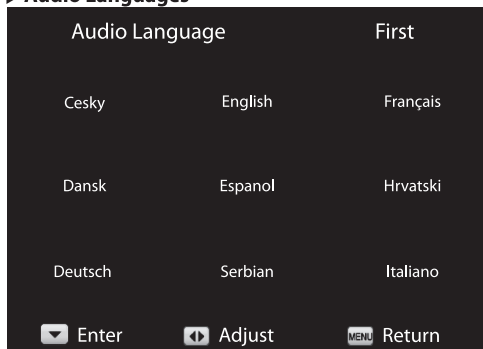 Audio Languages
Audio Language First
Cesky English Français
Dansk Espanol Hrvatski
Deutsch Serbian Italiano
Enter Adjust MENU Return